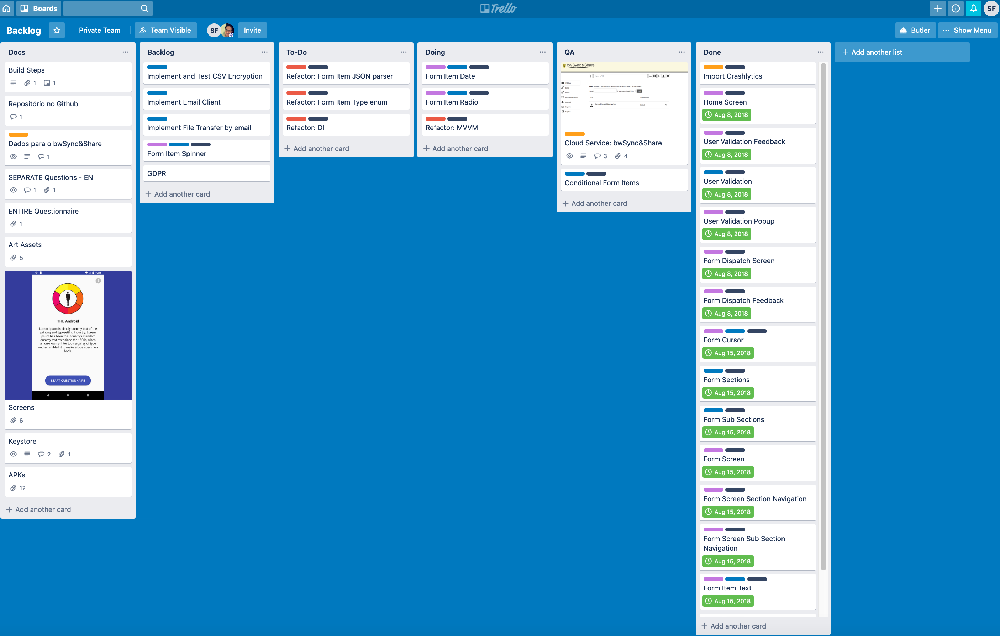 Boards
Trello
SF
Backlog
Private Team
Team Visible
SF
Invite
Butler
Show Menu
Docs
Build Steps
1 1
Repositório no Github
1
Dados para o bwSync&Share
1
SEPARATE Questions - EN
1 1
ENTIRE Questionnaire
1
Art Assets
5
10:16
THL Android
Lorem Ipsum is simply dummy text of the
printing and typesetting industry. Lorem
Ipsum has been the industry's standard
dummy text ever since the 1500s, when
an unknown printer took a galley of type
and scrambled it to make a type specimen
book.
START QUESTIONNAIRE
Screens
6
Keystore
2 1
APKs
12
Add another card
Backlog
Implement and Test CSV Encryption
Implement Email Client
Implement File Transfer by email
Form Item Spinner
GDPR
Add another card
To-Do
Refactor: Form Item JSON parser
Refactor: Form Item Type enum
Refactor: DI
Add another card
Doing
Form Item Date
Form Item Radio
Refactor: MVVM
Add another card
QA
bwSync&Share
Cloud Service: bwSync&Share
3 4
Conditional Form Items
Add another card
Done
Import Crashlytics
Home Screen
Aug 8, 2018
User Validation Feedback
Aug 8, 2018
User Validation
Aug 8, 2018
User Validation Popup
Aug 8, 2018
Form Dispatch Screen
Aug 8, 2018
Form Dispatch Feedback
Aug 8, 2018
Form Cursor
Aug 15, 2018
Form Sections
Aug 15, 2018
Form Sub Sections
Aug 15, 2018
Form Screen
Aug 15, 2018
Form Screen Section Navigation
Aug 15, 2018
Form Screen Sub Section
Navigation
Aug 15, 2018
Form Item Text
Aug 15, 2018
Add another card
Add another list